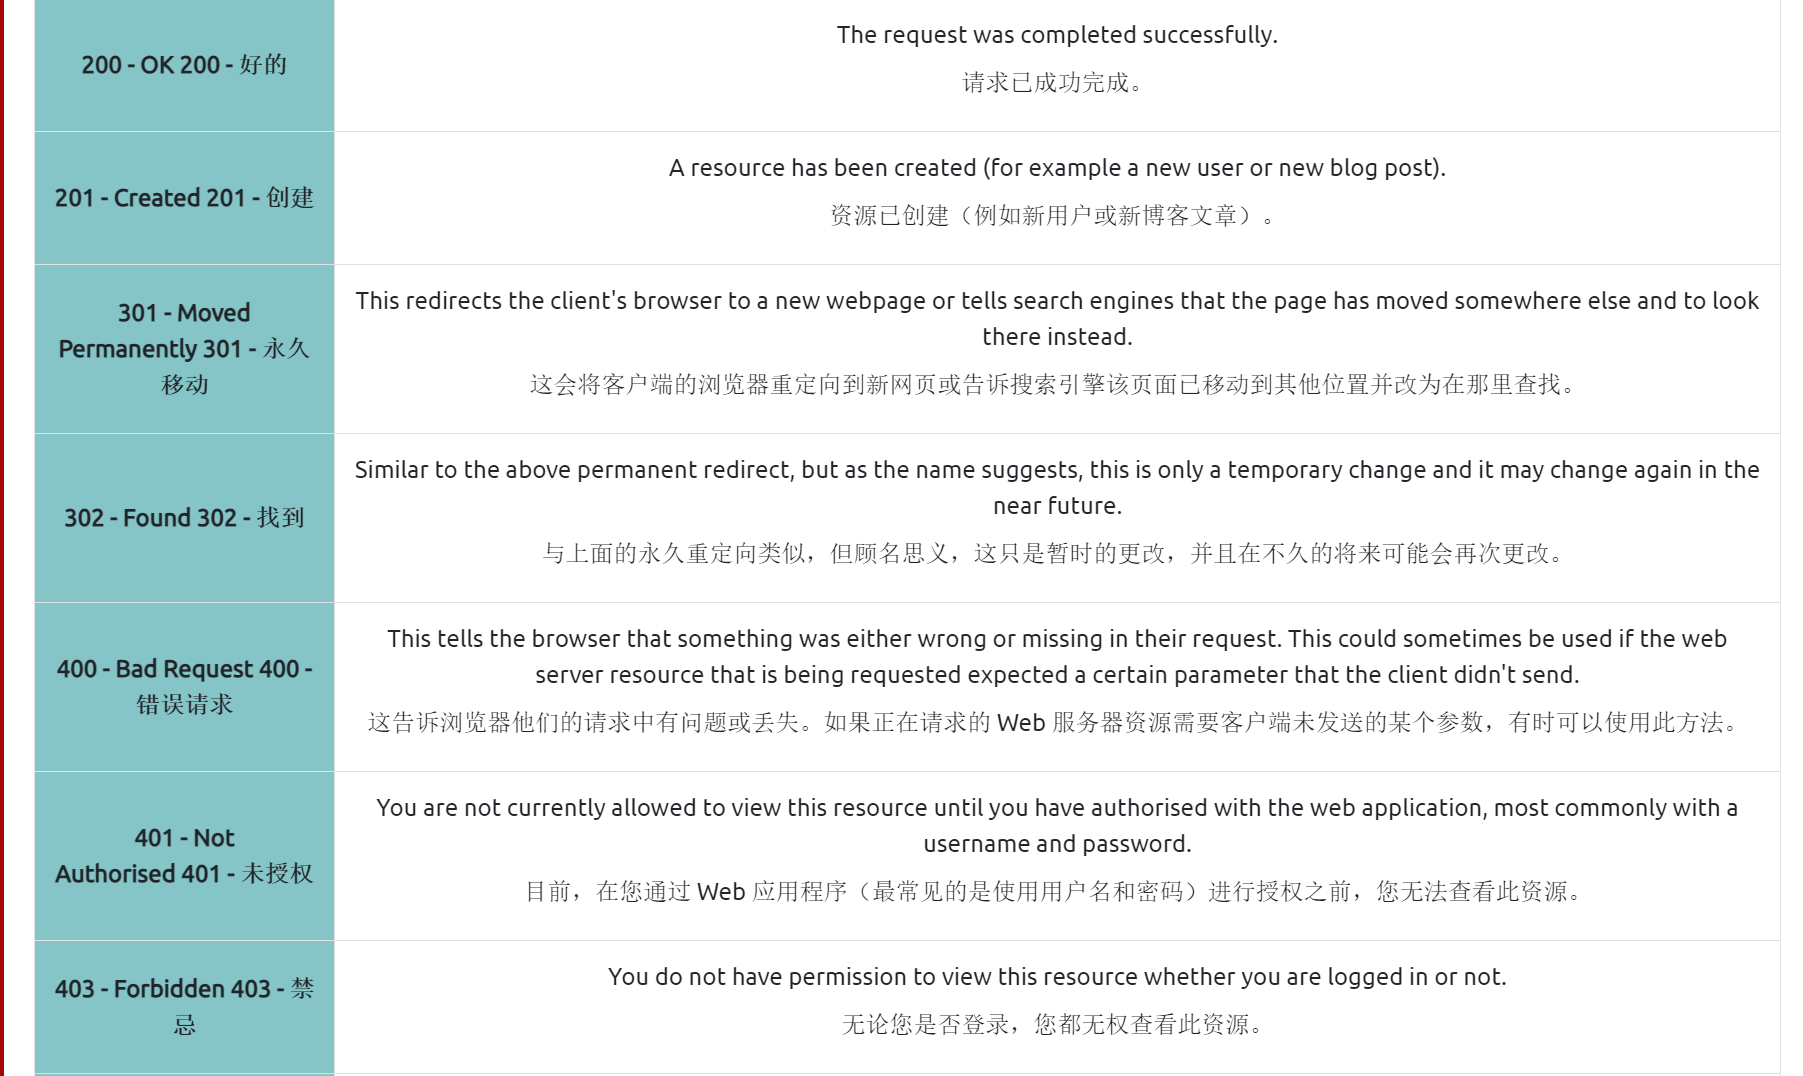 200 - OK 200 - 好的
The request was completed successfully.
请求已成功完成。
201 - Created 201 - 创建
A resource has been created (for example a new user or new blog post).
资源已创建（例如新用户或新博客文章）。
301 - Moved
Permanently 301 - 永久
移动
This redirects the client's browser to a new webpage or tells search engines that the page has moved somewhere else and to look
there instead.
这会将客户端的浏览器重定向到新网页或告诉搜索引擎该页面已移动到其他位置并改为在那里查找。
302 - Found 302 - 找到
Similar to the above permanent redirect, but as the name suggests, this is only a temporary change and it may change again in the
near future.
与上面的永久重定向类似，但顾名思义，这只是暂时的更改，并且在不久的将来可能会再次更改。
400 - Bad Request 400 -
错误请求
This tells the browser that something was either wrong or missing in their request. This could sometimes be used if the web
server resource that is being requested expected a certain parameter that the client didn't send.
这告诉浏览器他们的请求中有问题或丢失。如果正在请求的 Web 服务器资源需要客户端未发送的某个参数，有时可以使用此方法。
401 - Not
Authorised 401 - 未授权
You are not currently allowed to view this resource until you have authorised with the web application, most commonly with a
username and password.
目前，在您通过 Web 应用程序（最常见的是使用用户名和密码）进行授权之前，您无法查看此资源。
403 - Forbidden 403 - 禁
忌
You do not have permission to view this resource whether you are logged in or not.
无论您是否登录，您都无权查看此资源。